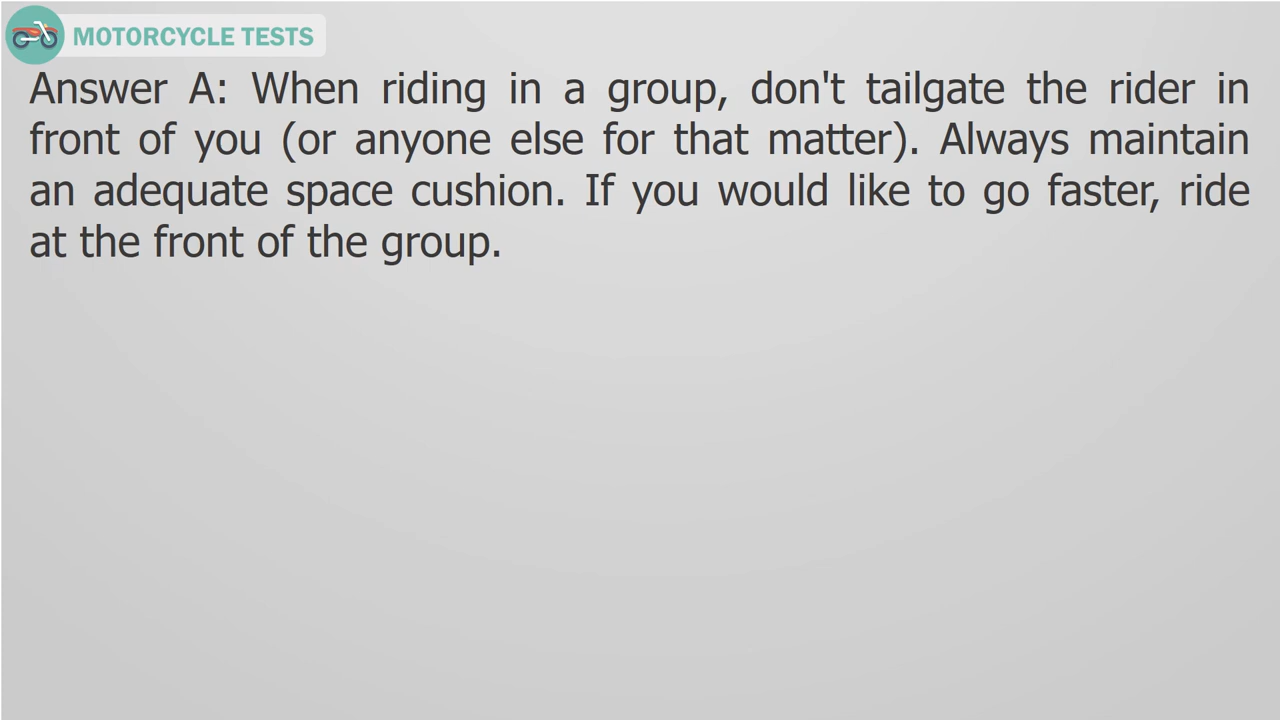 MOTORCYCLE TESTS
Answer A: When riding in a group, don't tailgate the rider in
front of you (or anyone else for that matter). Always maintain
an adequate space cushion. If you would like to go faster, ride
at the front of the group.